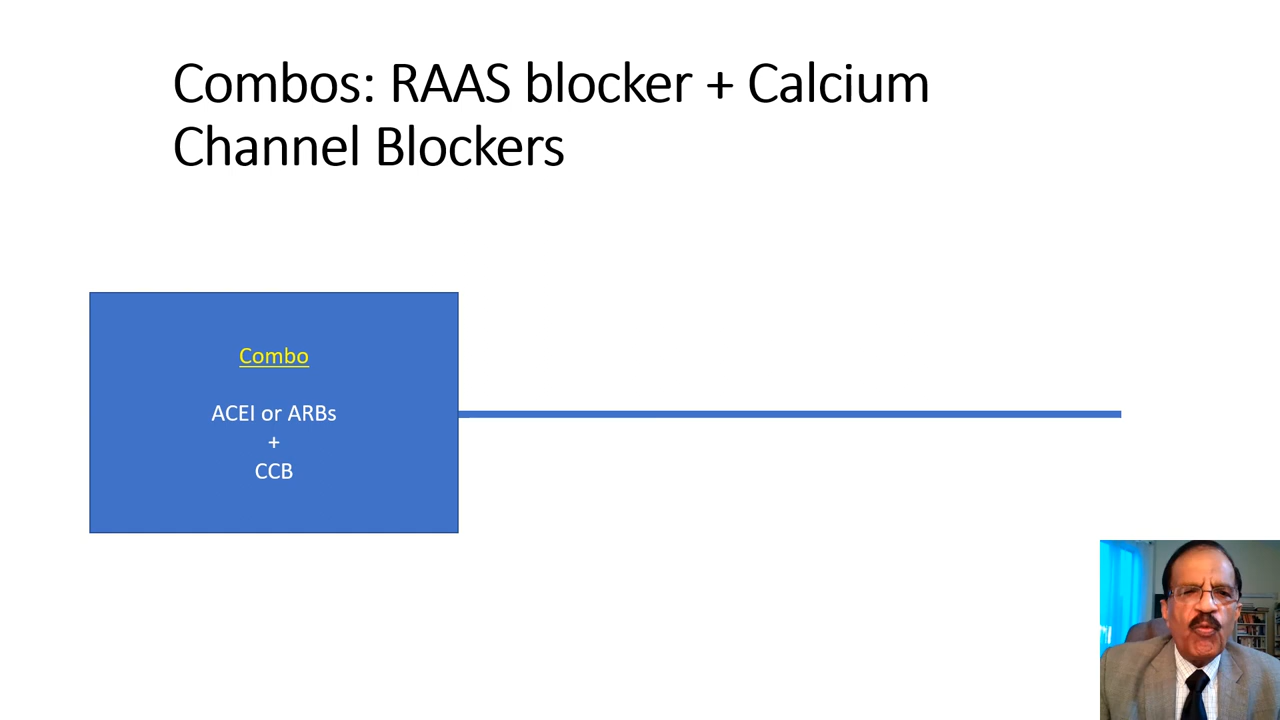 Combos: RAAS blocker + Calcium
Channel Blockers
Combo
ACEI or ARBs
+
CCB